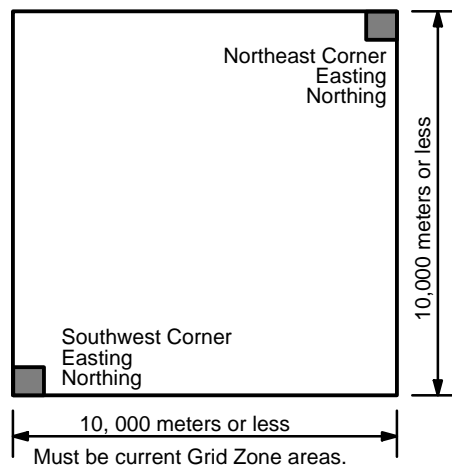 Northeast Corner
Easting
Northing
10,000 meters or less
Southwest Corner
Easting
Northing
10, 000 meters or less
Must be current Grid Zone areas.